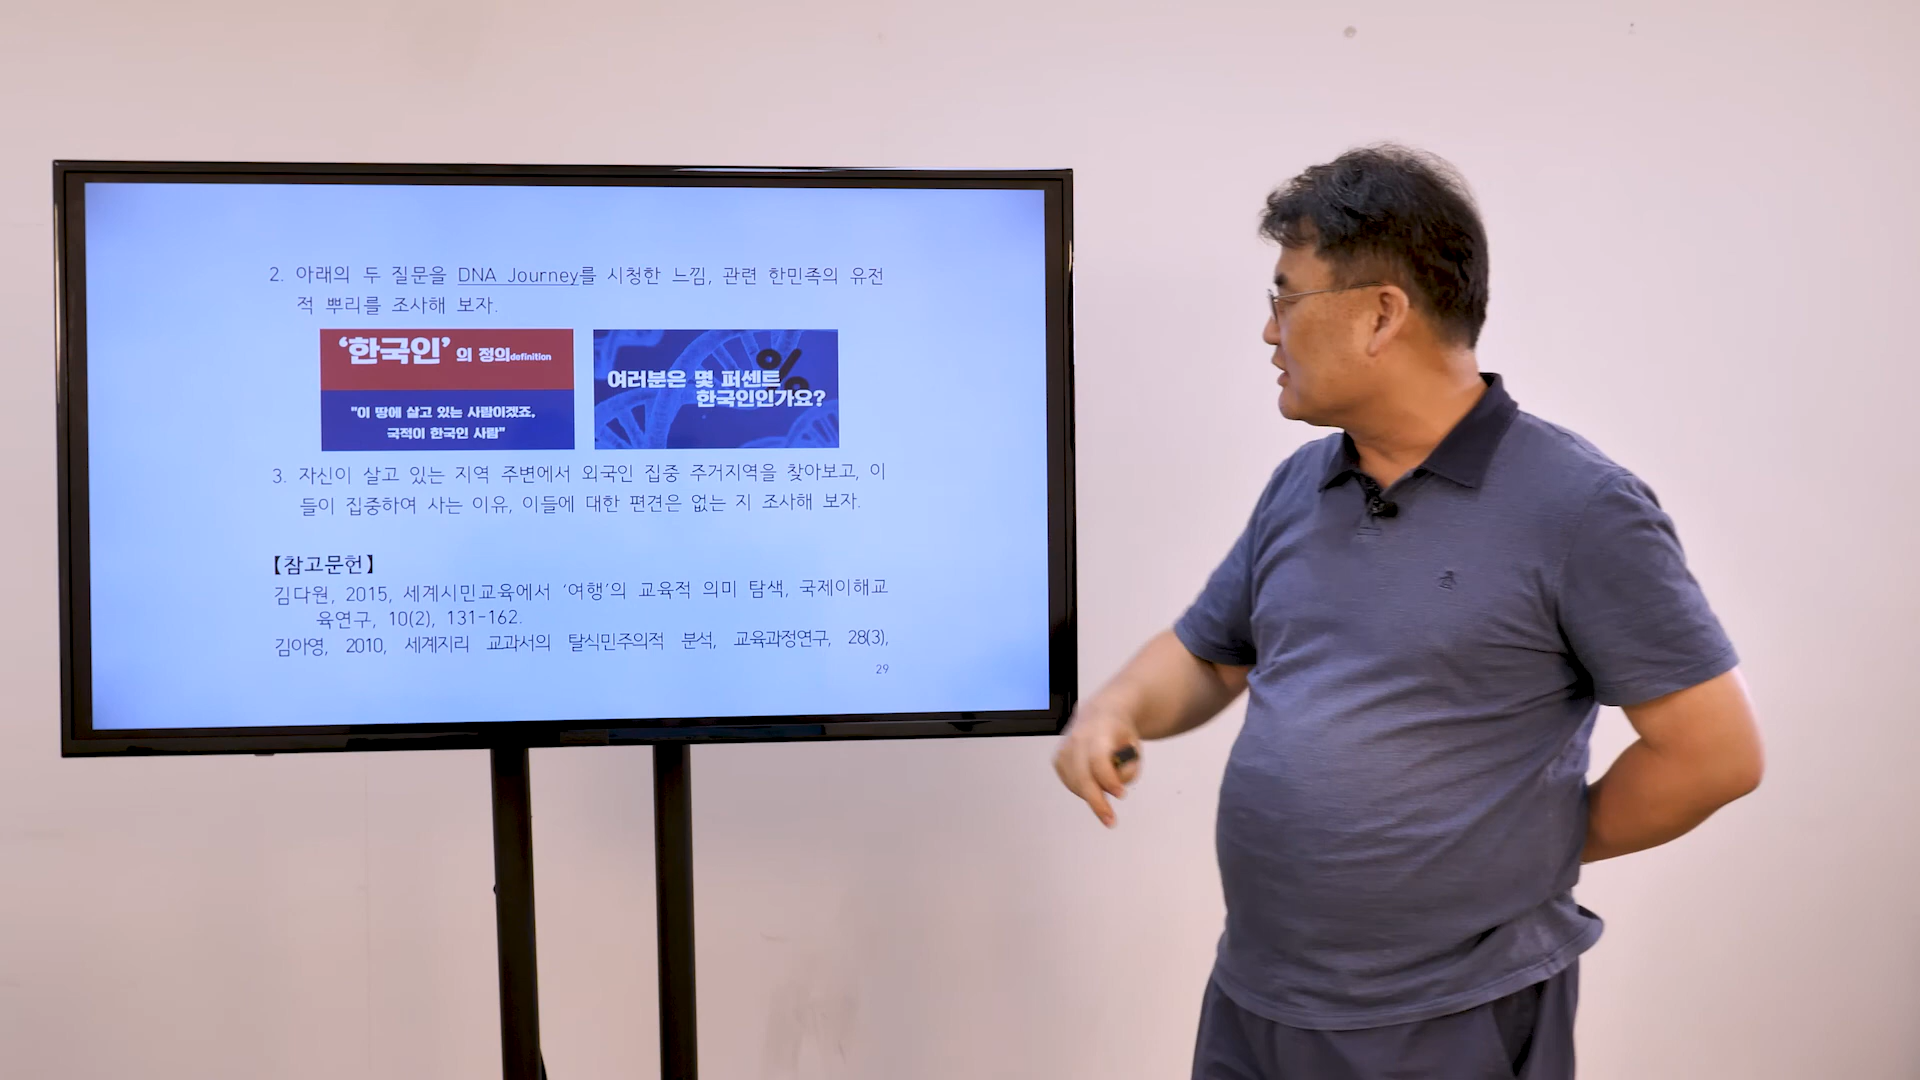 2. 아래의 두 질문을 DNA Journey를 시청한 느낌, 관련 한민족의 유전
적 뿌리를 조사해 보자.
‘한국인’의 정의definition
"이 땅에 살고 있는 사람이겠죠,
국적이 한국인 사람"
%
여러분은 몇 퍼센트
한국인인가요?
3. 자신이 살고 있는 지역 주변에서 외국인 집중 주거지역을 찾아보고, 이
들이 집중하여 사는 이유, 이들에 대한 편견은 없는 지 조사해 보자.
【참고문헌】
김다원, 2015, 세계시민교육에서 ‘여행’의 교육적 의미 탐색, 국제이해교
육연구, 10(2), 131-162.
김아영, 2010, 세계지리 교과서의 탈식민주의적 분석, 교육과정연구, 28(3),
29